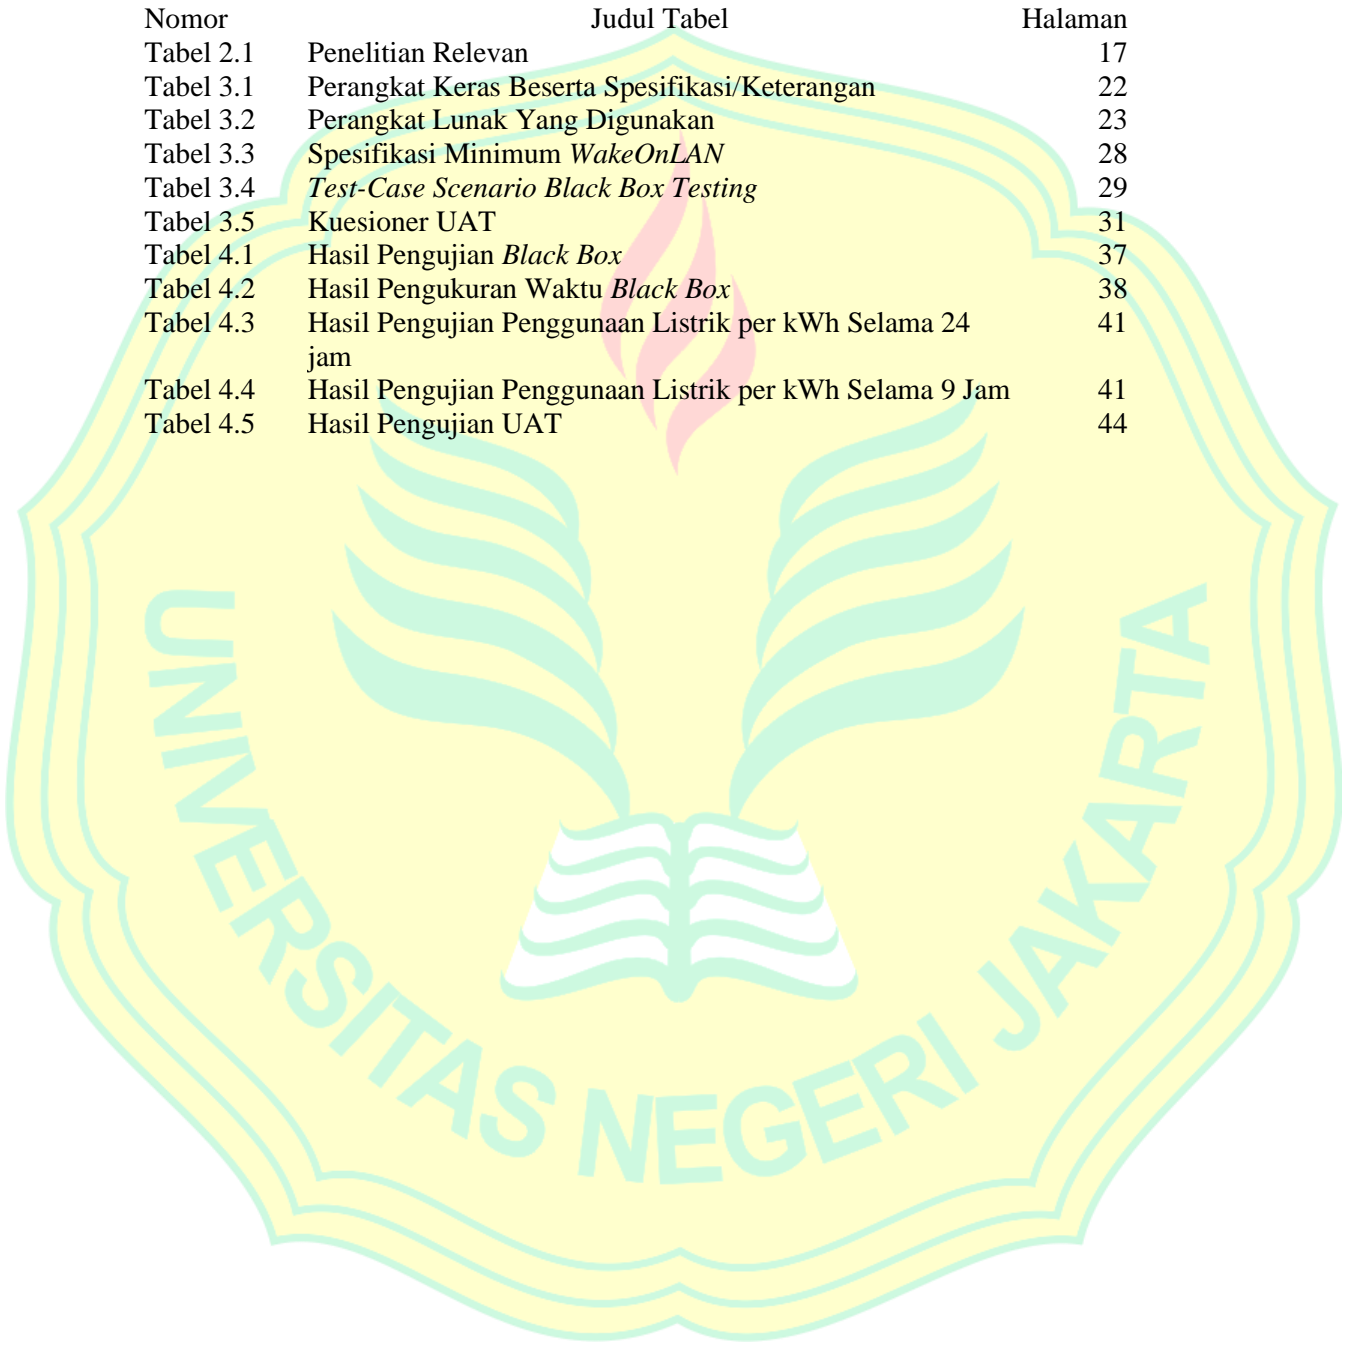 Nomor Judul Tabel Halaman
Tabel 2.1 Penelitian Relevan 17
Tabel 3.1 Perangkat Keras Beserta Spesifikasi/Keterangan 22
Tabel 3.2 Perangkat Lunak Yang Digunakan 23
Tabel 3.3 Spesifikasi Minimum WakeOnLAN 28
Tabel 3.4 Test-Case Scenario Black Box Testing 29
Tabel 3.5 Kuesioner UAT 31
Tabel 4.1 Hasil Pengujian Black Box 37
Tabel 4.2 Hasil Pengukuran Waktu Black Box 38
Tabel 4.3 Hasil Pengujian Penggunaan Listrik per kWh Selama 24 41
jam
Tabel 4.4 Hasil Pengujian Penggunaan Listrik per kWh Selama 9 Jam 41
Tabel 4.5 Hasil Pengujian UAT 44
UNIVERSITAS NEGERI JAKARTA